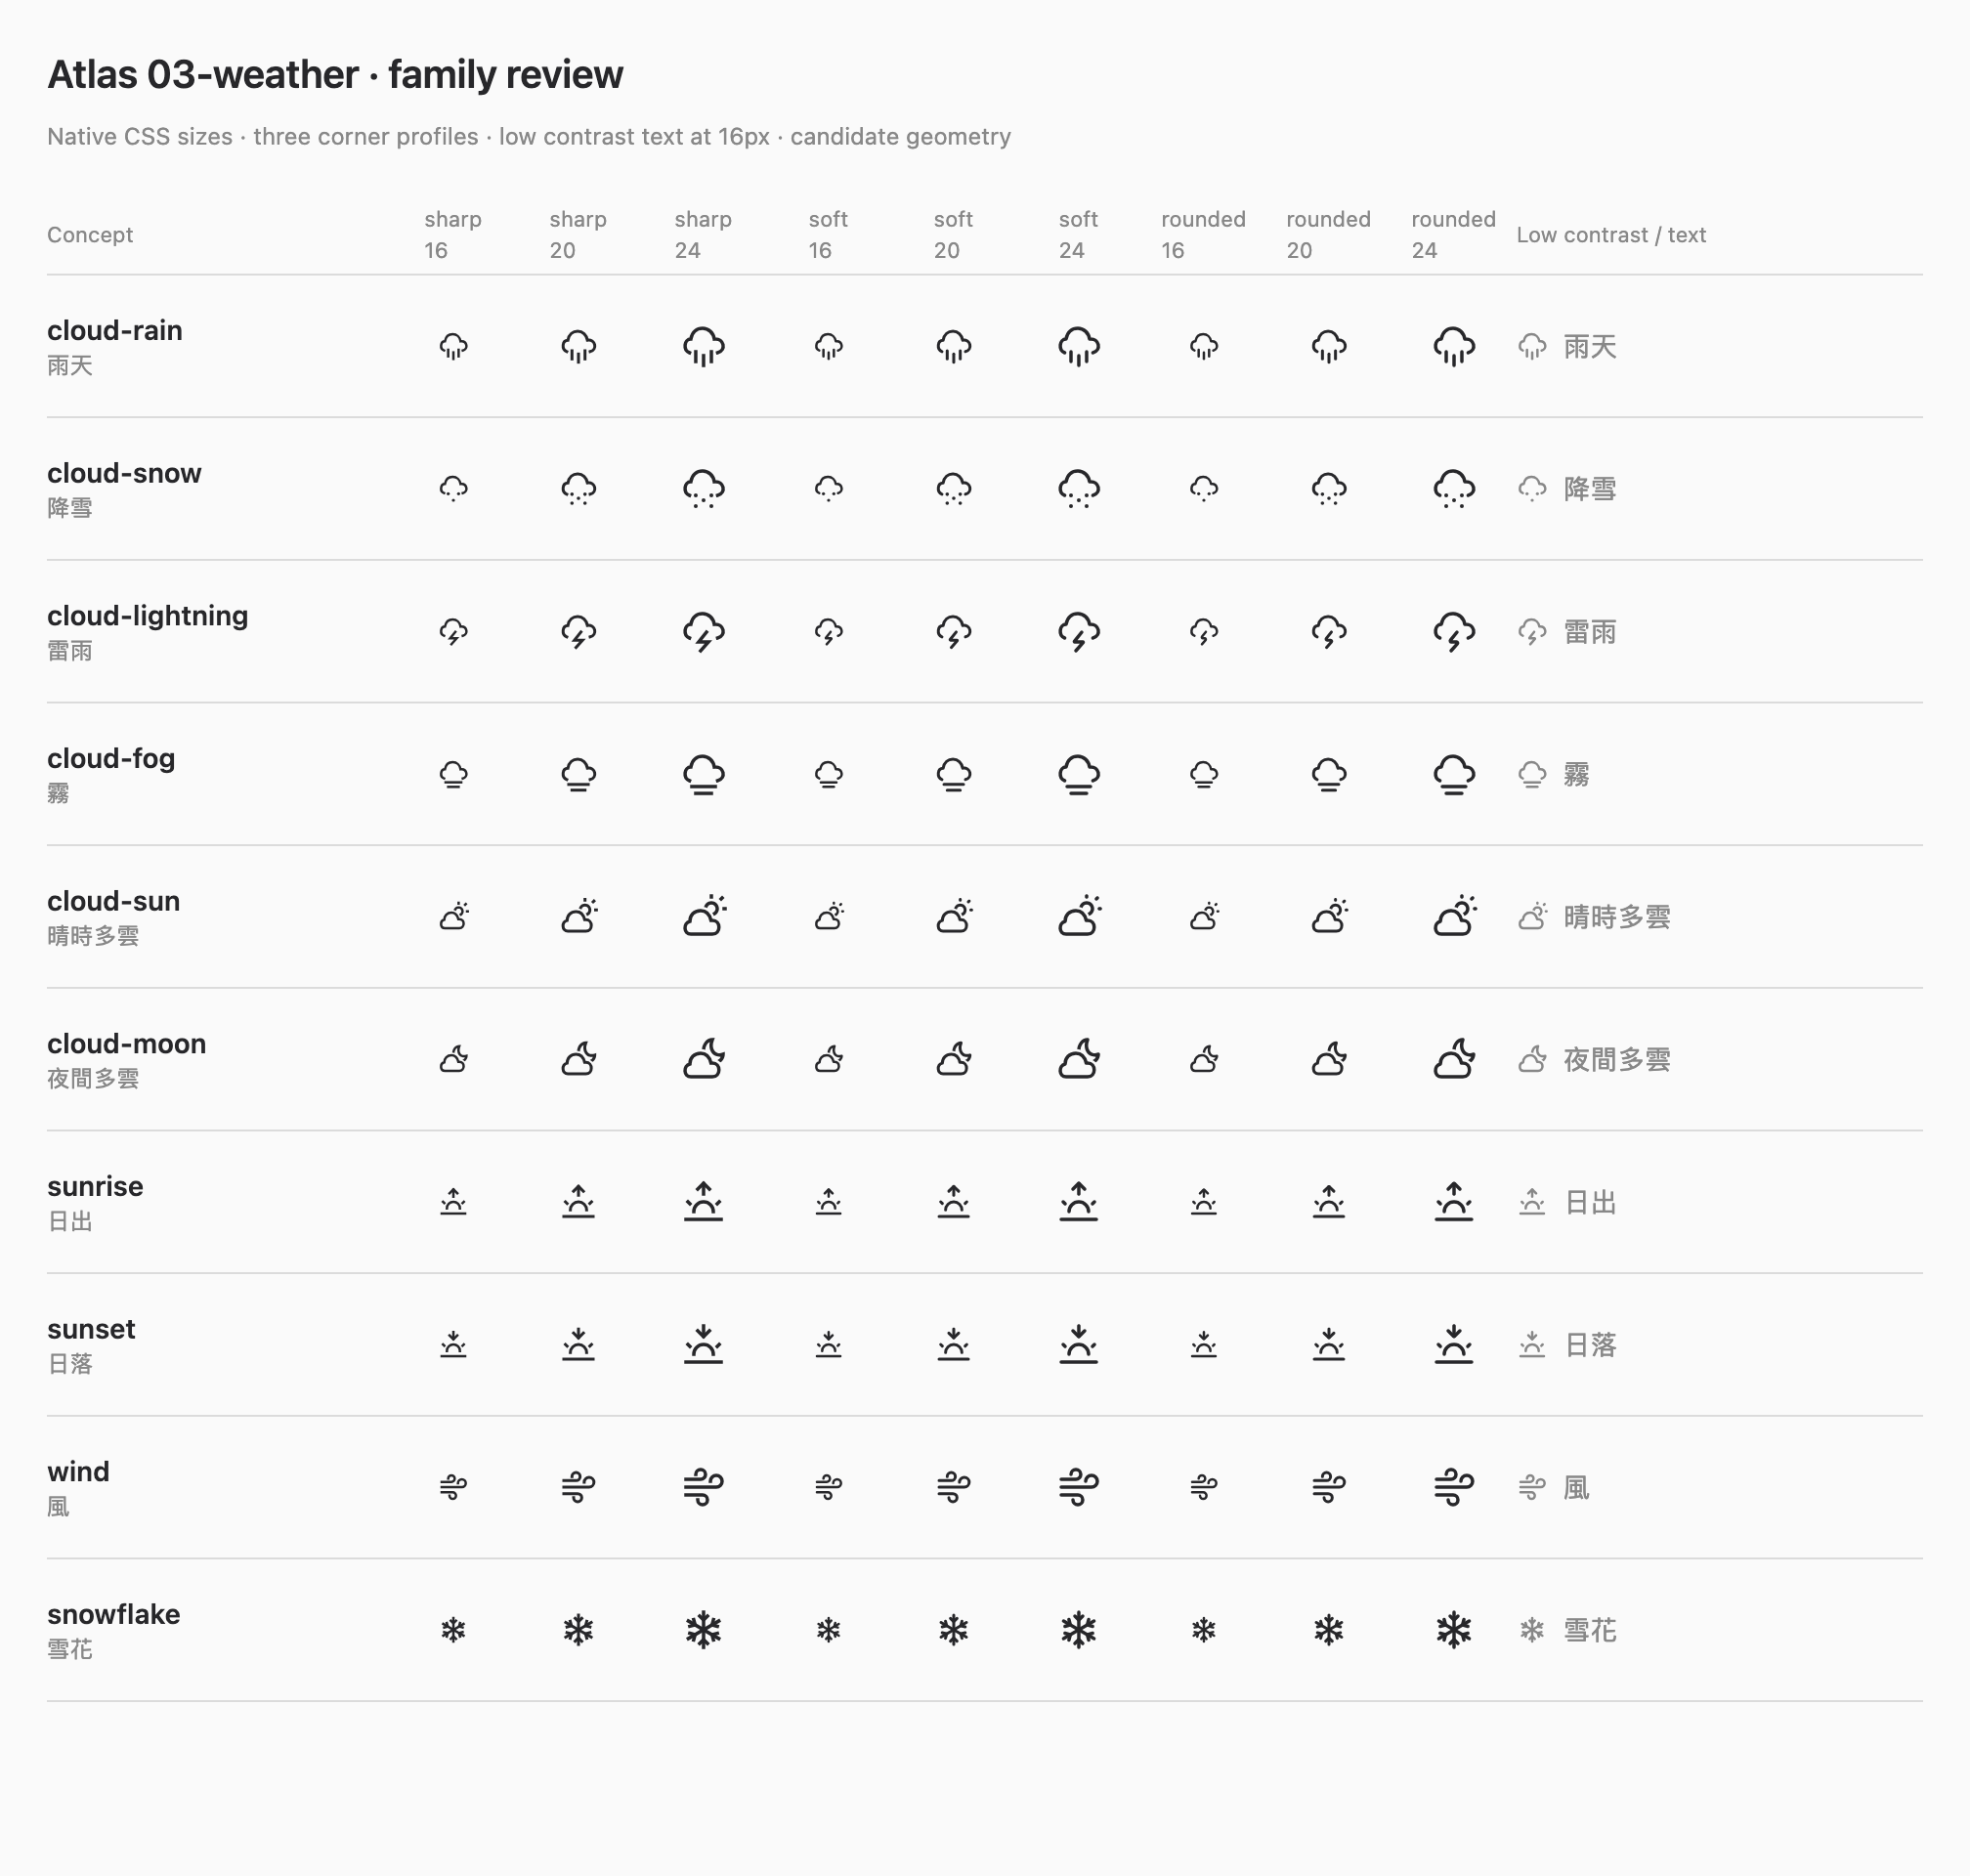 Atlas 03-weather · family review
Native CSS sizes · three corner profiles · low contrast text at 16px · candidate geometry
Concept
sharp 16
sharp 20
sharp 24
soft 16
soft 20
soft 24
rounded 16
rounded 20
rounded 24
Low contrast / text
cloud-rain
雨天
雨天
cloud-snow
降雪
降雪
cloud-lightning
雷雨
雷雨
cloud-fog
霧
霧
cloud-sun
晴時多雲
晴時多雲
cloud-moon
夜間多雲
夜間多雲
sunrise
日出
日出
sunset
日落
日落
wind
風
風
snowflake
雪花
雪花